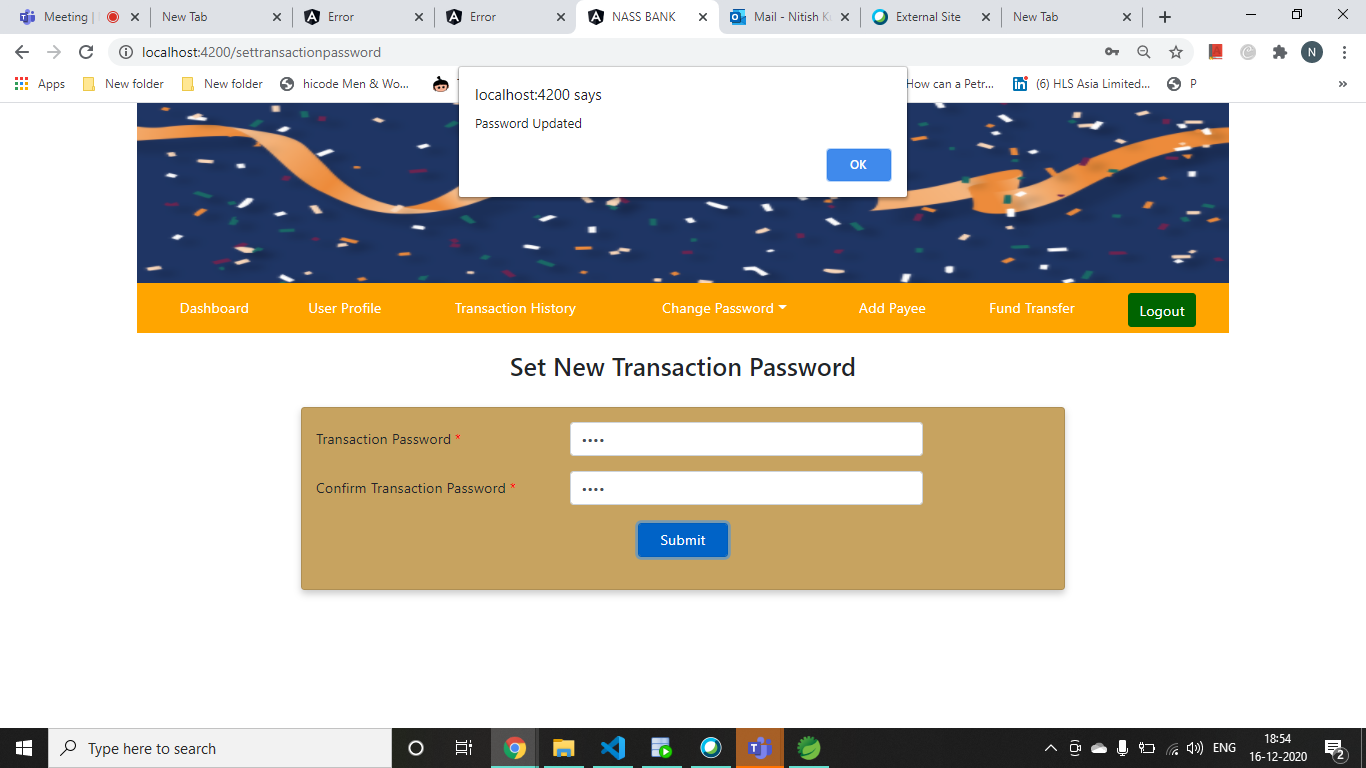 Meeting |
New Tab
Error
Error
NASS BANK
Mail - Nitish K
External Site
New Tab
localhost:4200/settransactionpassword
N
Apps
New folder
New folder
hicode Men & Wo...
How can a Petr...
(6) HLS Asia Limited...
P
»
localhost:4200 says
Password Updated
OK
Dashboard
User Profile
Transaction History
Change Password
Add Payee
Fund Transfer
Logout
Set New Transaction Password
Transaction Password *
Confirm Transaction Password *
Submit
Type here to search
ENG
18:54
16-12-2020
2